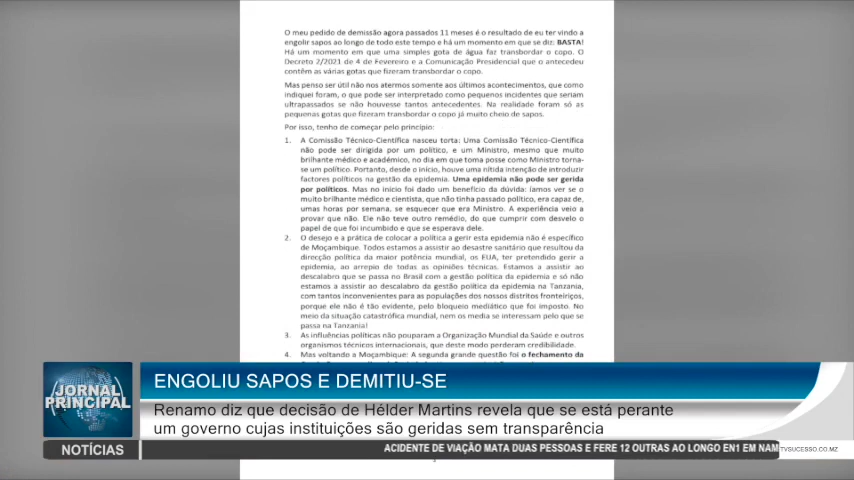 O meu pedido de demissão agora passados 11 meses é o resultado de eu ter vindo a
engolir sapos ao longo de todo este tempo e há um momento em que se diz: BASTA!
Há um momento em que uma simples gota de água faz transbordar o copo. O
Decreto 2/2021 de 4 de Fevereiro e a Comunicação Presidencial que o antecedeu
contêm as várias gotas que fizeram transbordar o copo.
Mas penso ser útil não nos atermos somente aos últimos acontecimentos, que como
indiquei foram, o que pode ser interpretado como pequenos incidentes que seriam
ultrapassados se não houvesse tantos antecedentes. Na realidade foram só as
pequenas gotas que fizeram transbordar o copo já muito cheio de sapos.
Por isso, tenho de começar pelo princípio:
1. A Comissão Técnico-Científica nasceu torta: Uma Comissão Técnico-Científica
não pode ser dirigida por um político, e um Ministro, mesmo que muito
brilhante médico e académico, no dia em que toma posse como Ministro torna-
se um político. Portanto, desde o início, houve uma nítida intenção de introduzir
factores políticos na gestão da epidemia. Uma epidemia não pode ser gerida
por políticos. Mas no início foi dado um benefício da dúvida: íamos ver se o
muito brilhante médico e cientista, que não tinha passado político, era capaz de,
umas horas por semana, se esquecer que era Ministro. A experiência veio a
provar que não. Ele não teve outro remédio, do que cumprir com desvelo o
papel de que foi incumbido e que se esperava dele.
2. O desejo e a prática de colocar a política a gerir esta epidemia não é específico
de Moçambique. Todos estamos a assistir ao desastre sanitário que resultou da
direcção política da maior potência mundial, os EUA, ter pretendido gerir a
epidemia, ao arrepio de todas as opiniões técnicas. Estamos a assistir ao
descalabro que se passa no Brasil com a gestão política da epidemia e só não
estamos a assistir ao descalabro da gestão política da epidemia na Tanzania,
com tantos inconvenientes para as populações dos nossos distritos fronteiriços,
porque ele não é tão evidente, pelo bloqueio mediático que foi imposto. No
meio da situação catastrófica mundial, nem os media se interessam pelo que se
passa na Tanzania!
3. As influências políticas não pouparam a Organização Mundial da Saúde e outros
organismos técnicos internacionais, que deste modo perderam credibilidade.
4. Mas voltando a Moçambique: A segunda grande questão foi o fechamento da
JORNAL
PRINCIPAL
ENGOLIU SAPOS E DEMITIU-SE
Renamo diz que decisão de Hélder Martins revela que se está perante
um governo cujas instituições são geridas sem transparência
NOTÍCIAS
ACIDENTE DE VIAÇÃO MATA DUAS PESSOAS E FERE 12 OUTRAS AO LONGO EN1 EM NAM
TVSUCESSO.CO.MZ